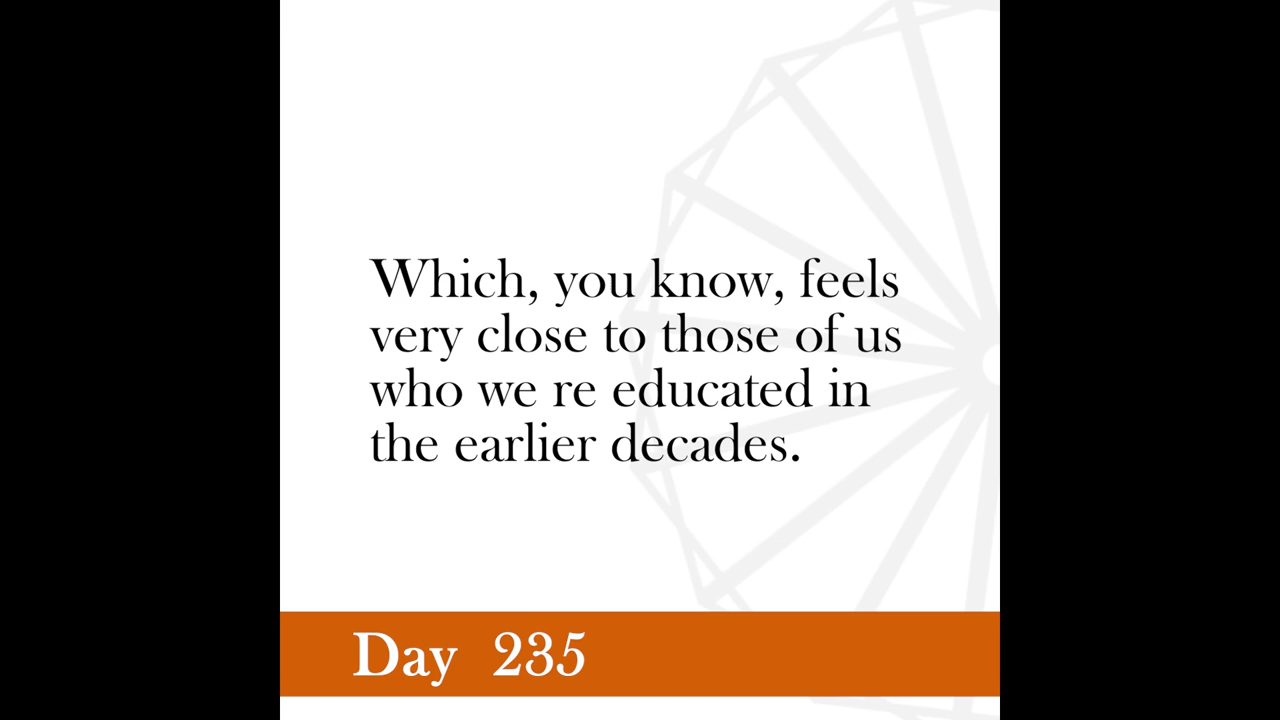 Which, you know, feels
very close to those of us
who we re educated in
the earlier decades.
Day 235